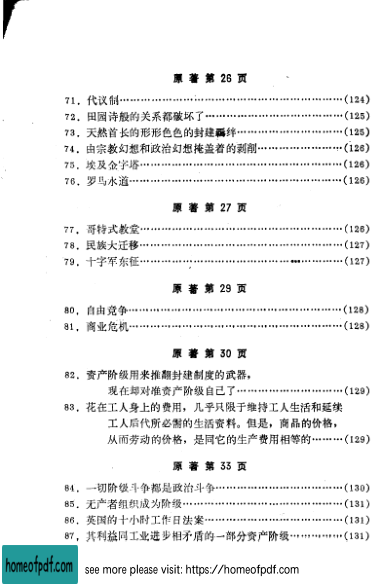 原著第26页
71．代议制……(124)
72．田园诗般的关系都破坏了……(125)
73．天然首长的形形色色的封建羁绊……(125)
74．由宗教幻想和政治幻想掩盖着的剥削……(126)
75．埃及金字塔……(126)
76．罗马水道……(126)
原著第27页
77．哥特式教堂……(126)
78．民族大迁移……(127)
79．十字军东征……(127)
原著第29页
80．自由竞争……(128)
81．商业危机……(128)
原著第30页
82．资产阶级用来推翻封建制度的武器，
现在却对准资产阶级自己了……(129)
83．花在工人身上的费用，几乎只限于维持工人生活和延续
工人后代所必需的生活资料。但是，商品的价格，
从而劳动的价格，是同它的生产费用相等的……(129)
原著第33页
84．一切阶级斗争都是政治斗争……(130)
85．无产者组织成为阶级……(131)
86．英国的十小时工作日法案……(131)
87．其利益同工业进步相矛盾的一部分资产阶级……(131)
homeofpdf.com
see more please visit: https://homeofpdf.com